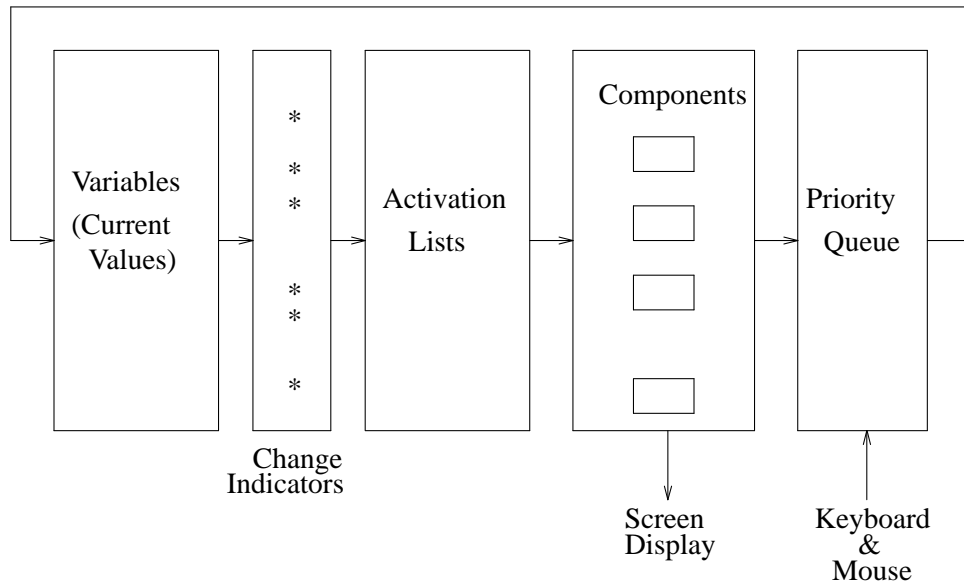 Variables
(Current
Values)
*
*
*
*
*
*
Change
Indicators
Activation
Lists
Components
Screen
Display
Priority
Queue
Keyboard
&
Mouse